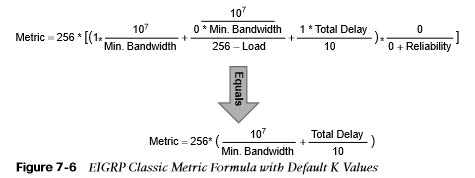 Metric = 256 * [(1* 10^7 / Min. Bandwidth + (10^7 / 0 * Min. Bandwidth) / 256 – Load + 1 * Total Delay / 10 )* 0 / 0 + Reliability ]
Equals
Metric = 256* ( 10^7 / Min. Bandwidth + Total Delay / 10 )
Figure 7-6 EIGRP Classic Metric Formula with Default K Values